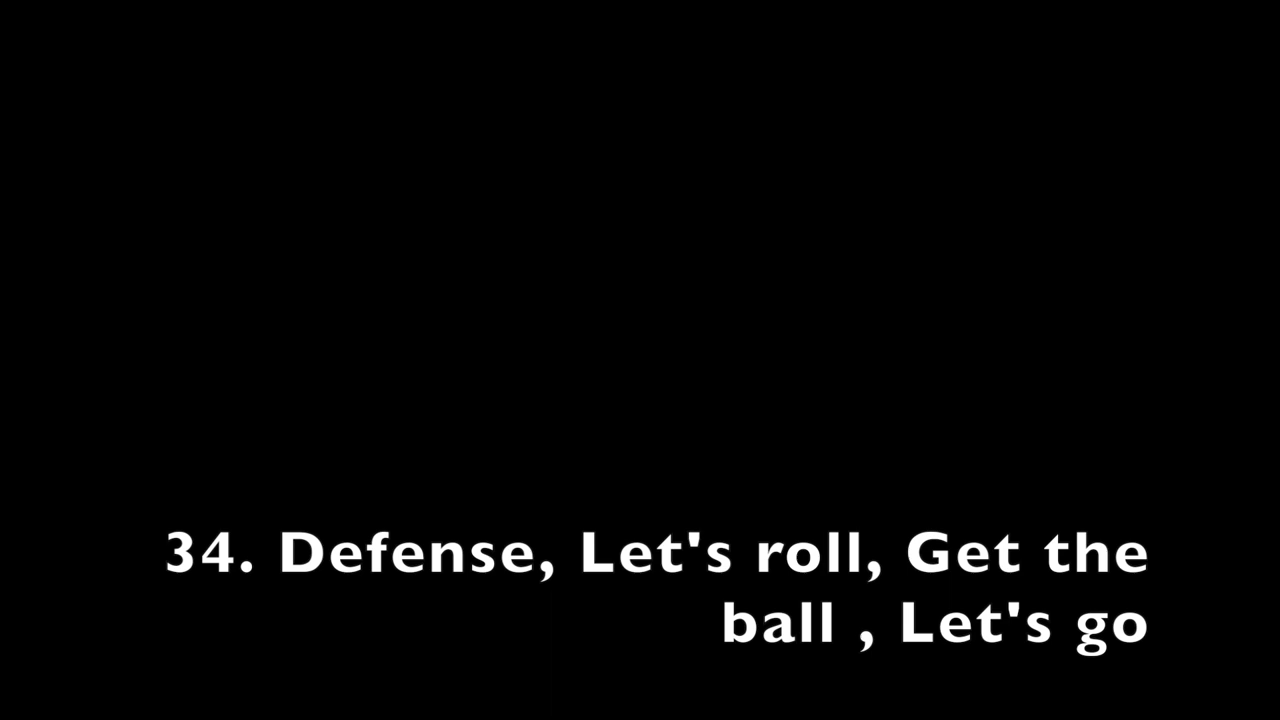 34. Defense, Let's roll, Get the
ball , Let's go